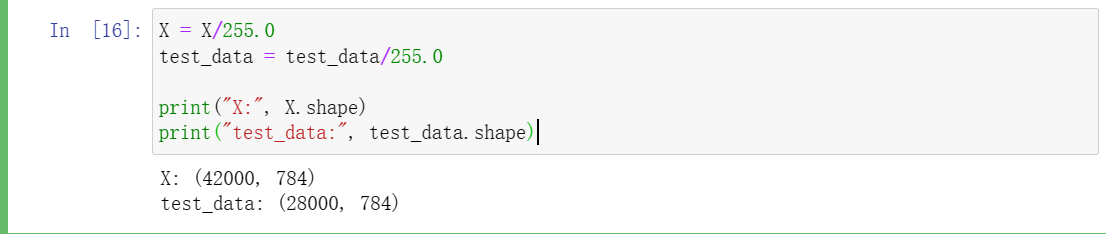 In [16]: X = X/255.0
test_data = test_data/255.0
print("X:", X.shape)
print("test_data:", test_data.shape)
X: (42000, 784)
test_data: (28000, 784)